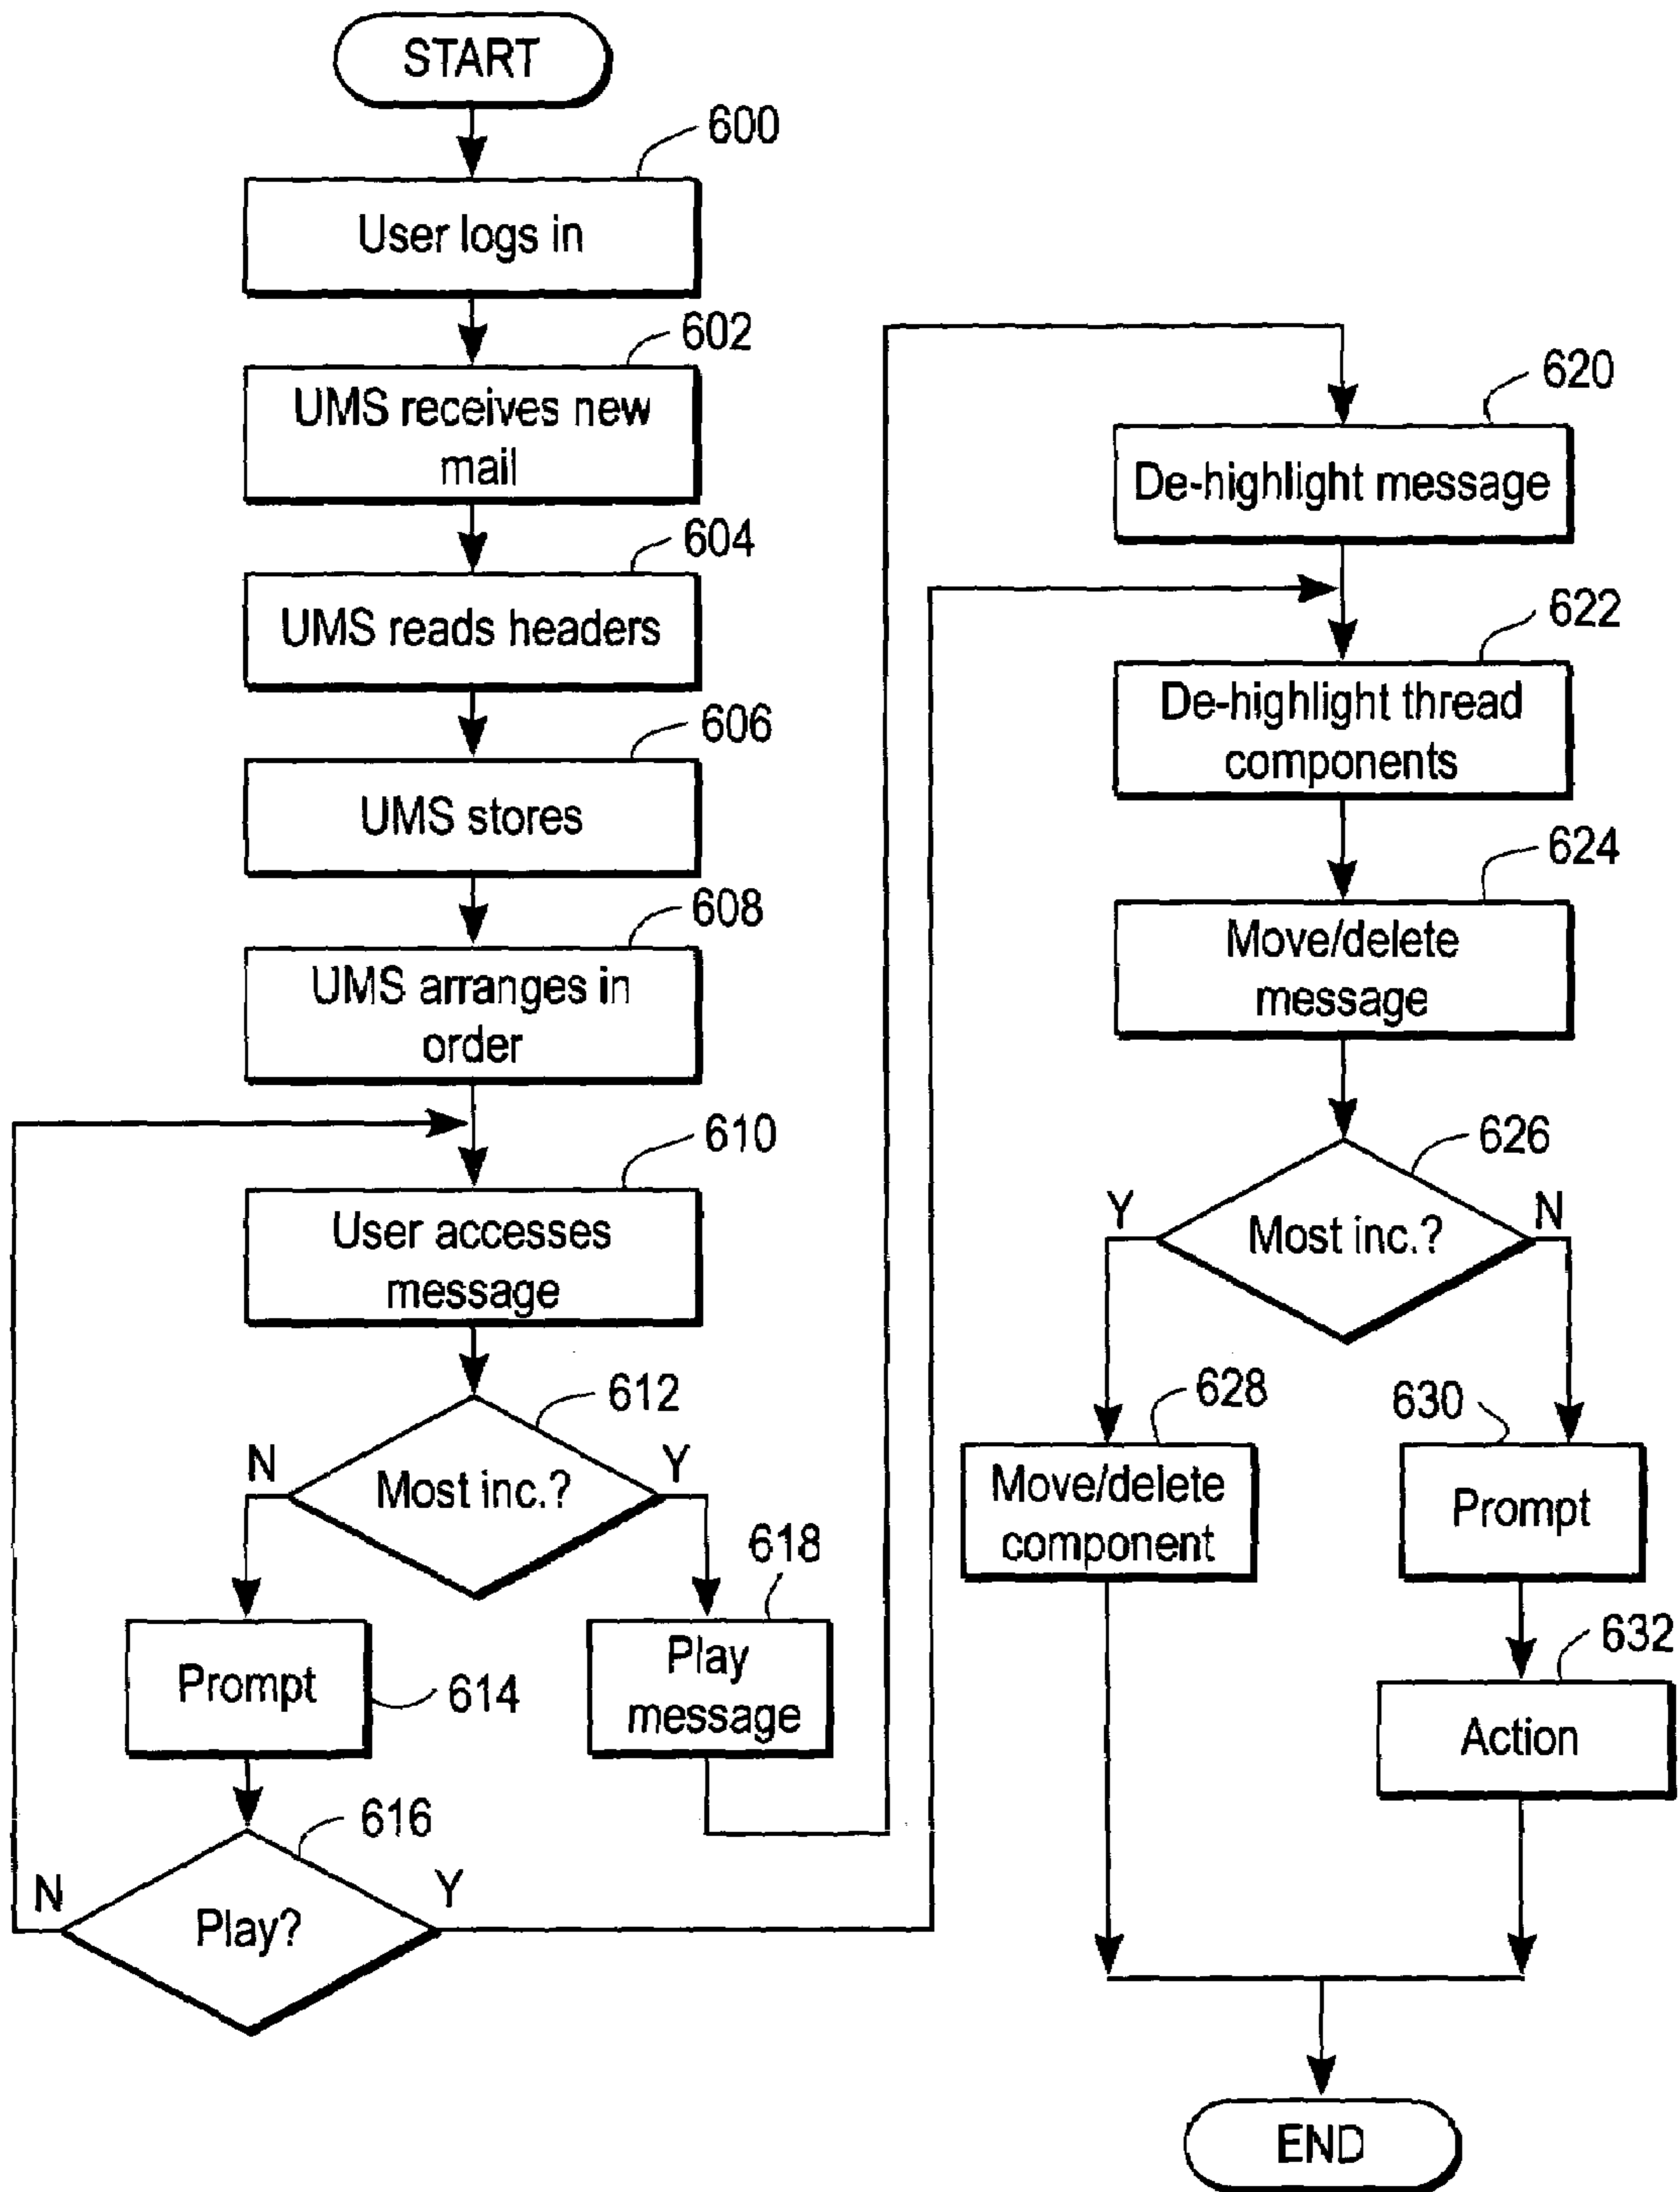 START
600
User logs in
602
UMS receives new
mail
604
UMS reads headers
606
UMS stores
608
UMS arranges in
order
610
User accesses
message
612
N
Most inc.?
Y
618
Prompt
614
Play
message
616
N
Play?
Y
620
De-highlight message
622
De-highlight thread
components
624
Move/delete
message
626
Y
Most inc.?
N
628
Move/delete
component
630
Prompt
632
Action
END